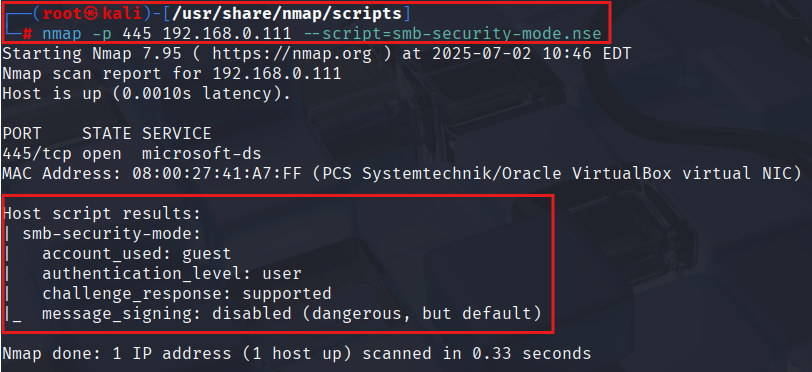 ┌──(root㉿kali)-[/usr/share/nmap/scripts]
└─# nmap -p 445 192.168.0.111 --script=smb-security-mode.nse
Starting Nmap 7.95 ( https://nmap.org ) at 2025-07-02 10:46 EDT
Nmap scan report for 192.168.0.111
Host is up (0.0010s latency).
PORT    STATE SERVICE
445/tcp open  microsoft-ds
MAC Address: 08:00:27:41:A7:FF (PCS Systemtechnik/Oracle VirtualBox virtual NIC)
Host script results:
| smb-security-mode:
|   account_used: guest
|   authentication_level: user
|   challenge_response: supported
|_  message_signing: disabled (dangerous, but default)
Nmap done: 1 IP address (1 host up) scanned in 0.33 seconds